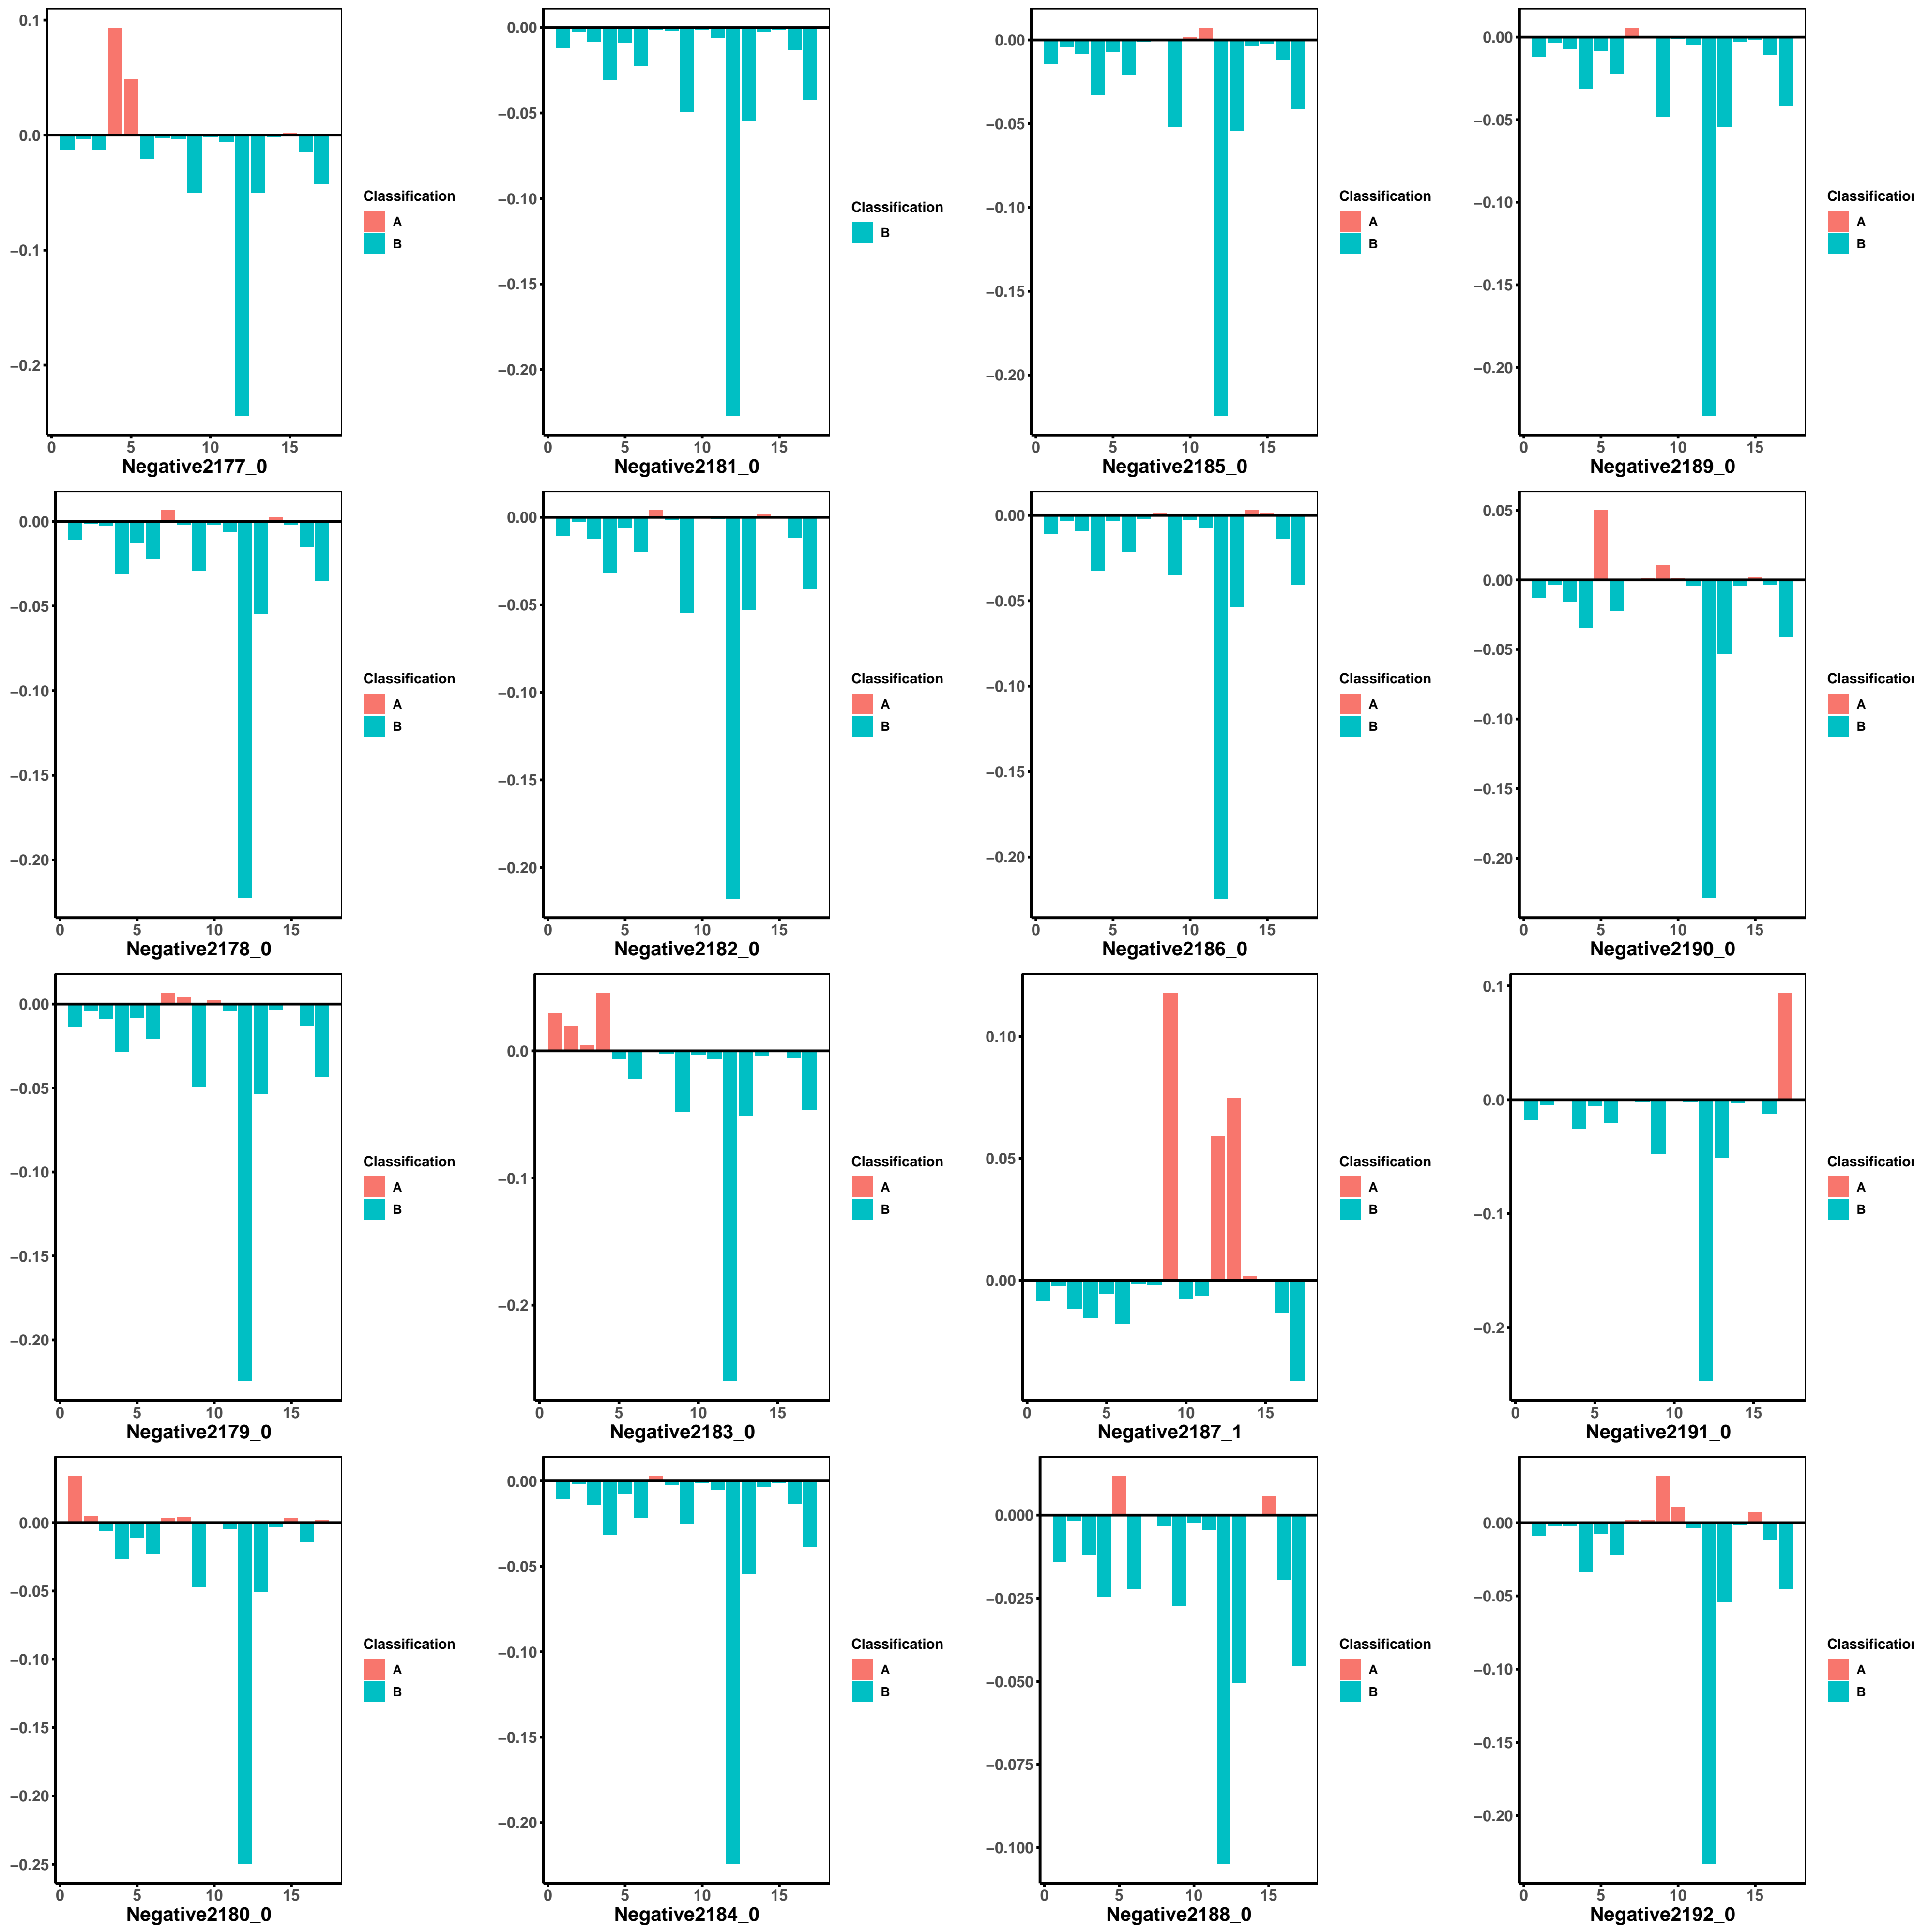 0.1
0.0
−0.1
−0.2
0 5 10 15
Negative2177_0
Classification
A
B
0.00
−0.05
−0.10
−0.15
−0.20
0 5 10 15
Negative2181_0
Classification
B
0.00
−0.05
−0.10
−0.15
−0.20
0 5 10 15
Negative2185_0
Classification
A
B
0.00
−0.05
−0.10
−0.15
−0.20
0 5 10 15
Negative2189_0
Classification
A
B
0.00
−0.05
−0.10
−0.15
−0.20
0 5 10 15
Negative2178_0
Classification
A
B
0.00
−0.05
−0.10
−0.15
−0.20
0 5 10 15
Negative2182_0
Classification
A
B
0.00
−0.05
−0.10
−0.15
−0.20
0 5 10 15
Negative2186_0
Classification
A
B
0.05
0.00
−0.05
−0.10
−0.15
−0.20
0 5 10 15
Negative2190_0
Classification
A
B
0.00
−0.05
−0.10
−0.15
−0.20
0 5 10 15
Negative2179_0
Classification
A
B
0.0
−0.1
−0.2
0 5 10 15
Negative2183_0
Classification
A
B
0.10
0.05
0.00
0 5 10 15
Negative2187_1
Classification
A
B
0.1
0.0
−0.1
−0.2
0 5 10 15
Negative2191_0
Classification
A
B
0.00
−0.05
−0.10
−0.15
−0.20
−0.25
0 5 10 15
Negative2180_0
Classification
A
B
0.00
−0.05
−0.10
−0.15
−0.20
0 5 10 15
Negative2184_0
Classification
A
B
0.000
−0.025
−0.050
−0.075
−0.100
0 5 10 15
Negative2188_0
Classification
A
B
0.00
−0.05
−0.10
−0.15
−0.20
0 5 10 15
Negative2192_0
Classification
A
B